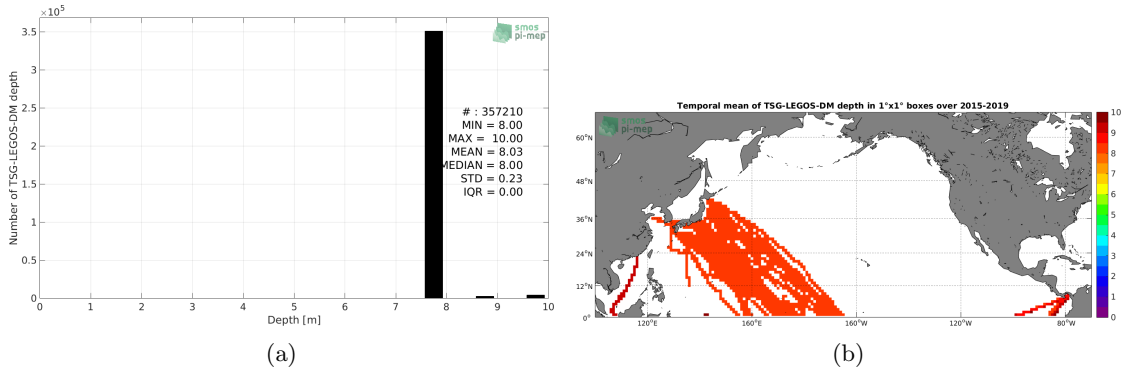 ×10⁵
smos
pi-mep
Number of TSG-LEGOS-DM depth
3.5
3
2.5
2
1.5
1
0.5
0
# : 357210
MIN = 8.00
MAX = 10.00
MEAN = 8.03
MEDIAN = 8.00
STD = 0.23
IQR = 0.00
0 1 2 3 4 5 6 7 8 9 10
Depth [m]
(a)
Temporal mean of TSG-LEGOS-DM depth in 1°x1° boxes over 2015-2019
smos
pi-mep
60°N
48°N
36°N
24°N
12°N
0°
120°E 160°E 160°W 120°W 80°W
10
9
8
7
6
5
4
3
2
1
0
(b)